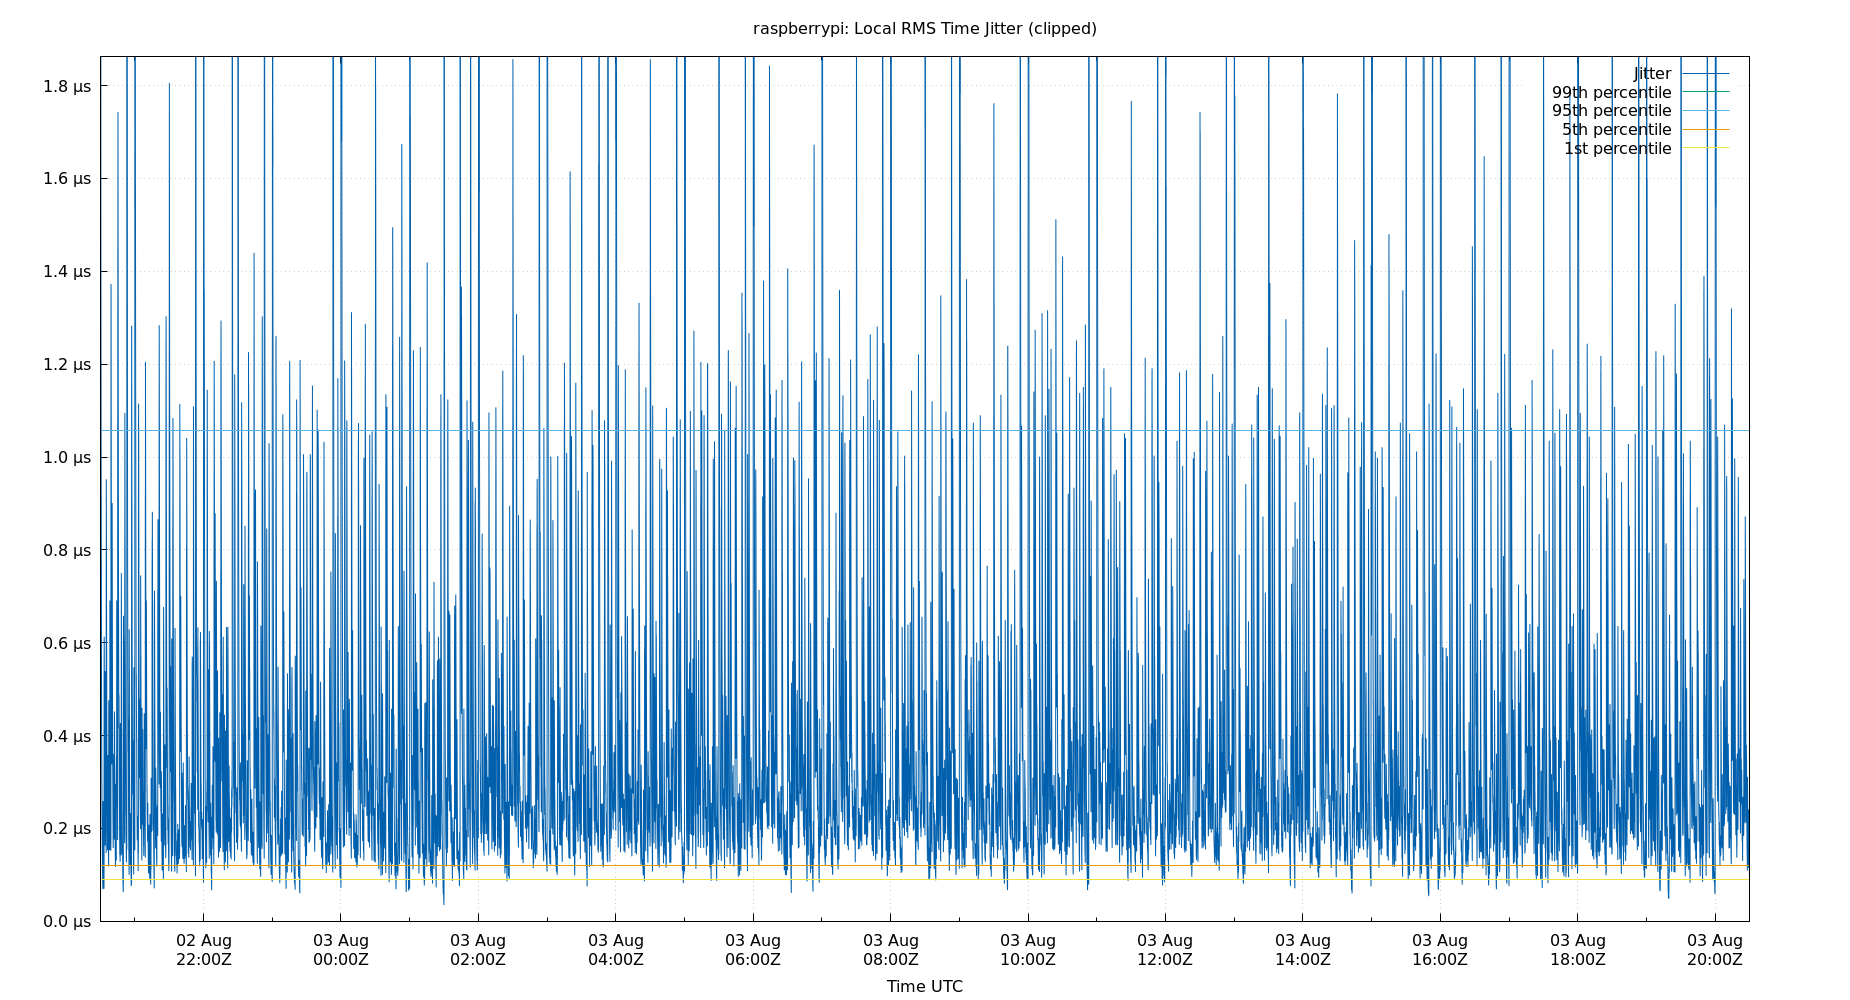 raspberrypi: Local RMS Time Jitter (clipped)
Jitter
99th percentile
95th percentile
5th percentile
1st percentile
1.8 µs
1.6 µs
1.4 µs
1.2 µs
1.0 µs
0.8 µs
0.6 µs
0.4 µs
0.2 µs
0.0 µs
02 Aug 03 Aug 03 Aug 03 Aug 03 Aug 03 Aug 03 Aug 03 Aug 03 Aug 03 Aug 03 Aug 03 Aug
22:00Z 00:00Z 02:00Z 04:00Z 06:00Z 08:00Z 10:00Z 12:00Z 14:00Z 16:00Z 18:00Z 20:00Z
Time UTC